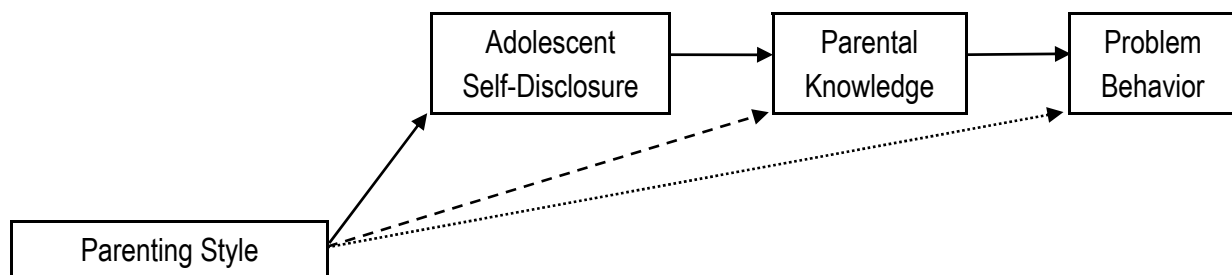 Adolescent
Self-Disclosure
Parental
Knowledge
Problem
Behavior
Parenting Style